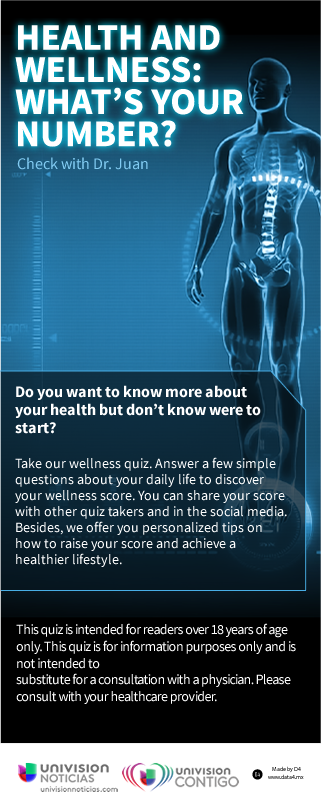 HEALTH AND
WELLNESS:
WHAT'S YOUR
NUMBER?
Check with Dr. Juan
Do you want to know more about
your health but don't know were to
start?
Take our wellness quiz. Answer a few simple
questions about your daily life to discover
your wellness score. You can share your score
with other quiz takers and in the social media.
Besides, we offer you personalized tips on
how to raise your score and achieve a
healthier lifestyle.
This quiz is intended for readers over 18 years of age
only. This quiz is for information purposes only and is
not intended to
substitute for a consultation with a physician. Please
consult with your healthcare provider.
UNIVISION
NOTICIAS
univisionnoticias.com
UNIVISION
CONTIGO
Made by D4
www.data4.mx